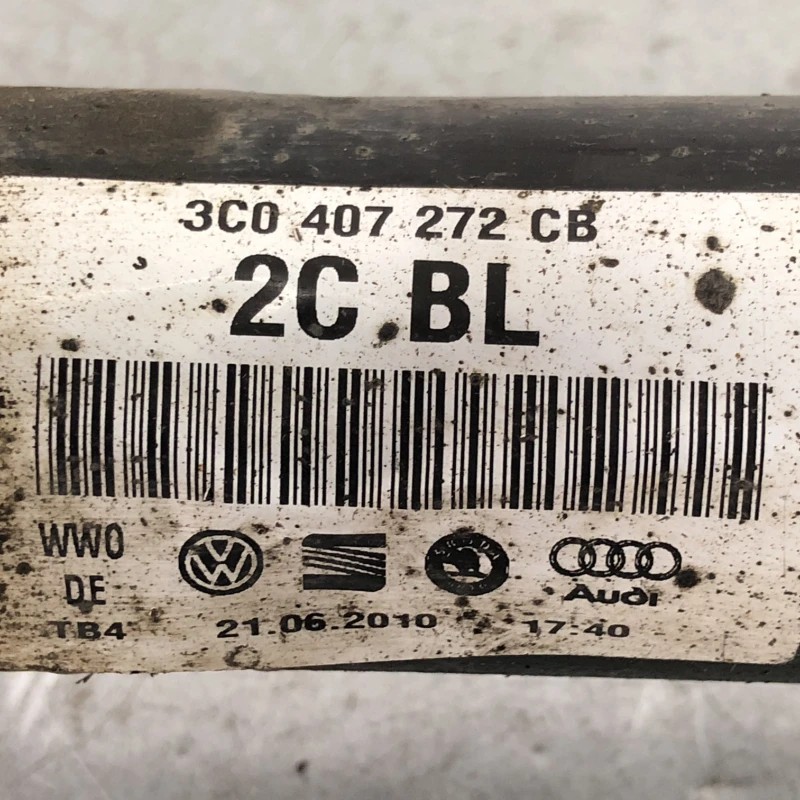 3C0 407 272 CB
2C BL
WW0
DE
Audi
TB4 21.06.2010 17:40